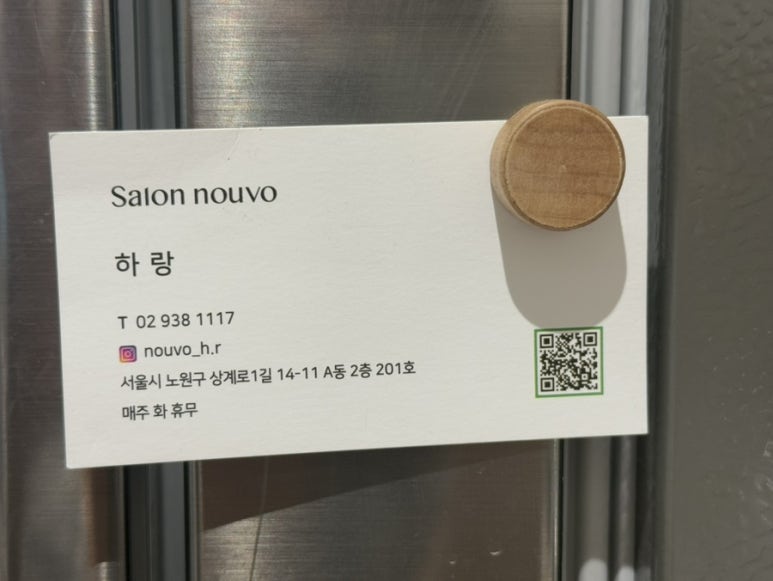 Salon nouvo
하 랑
T 02 938 1117
nouvo_h.r
서울시 노원구 상계로1길 14-11 A동 2층 201호
매주 화 휴무